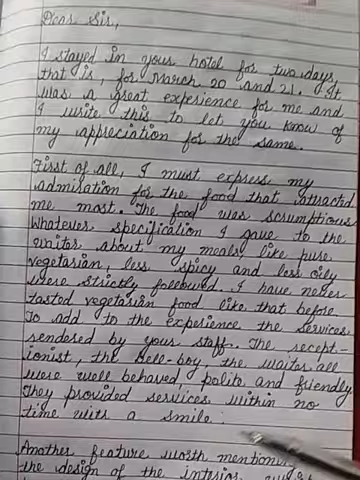 Dear Sir,
I stayed in your hotel for two days,
that is, for March 20 and 21. It
was a great experience for me and
I write this to let you know of
my appreciation for the same.
First of all, I must express my
admiration for the food that attracted
me most. The food was scrumptious
Whatever specification I gave to the
waiter about my meals, like pure
vegetarian, less spicy and less oily
were strictly followed. I have never
tasted vegetarian food like that before.
To add to the experience the services
rendered by your staff. The recept-
ionist, the bell-boy, the waiter all
were well behaved, polite and friendly.
They provided services within no
time with a smile.
Another feature worth mention
the design of the interior